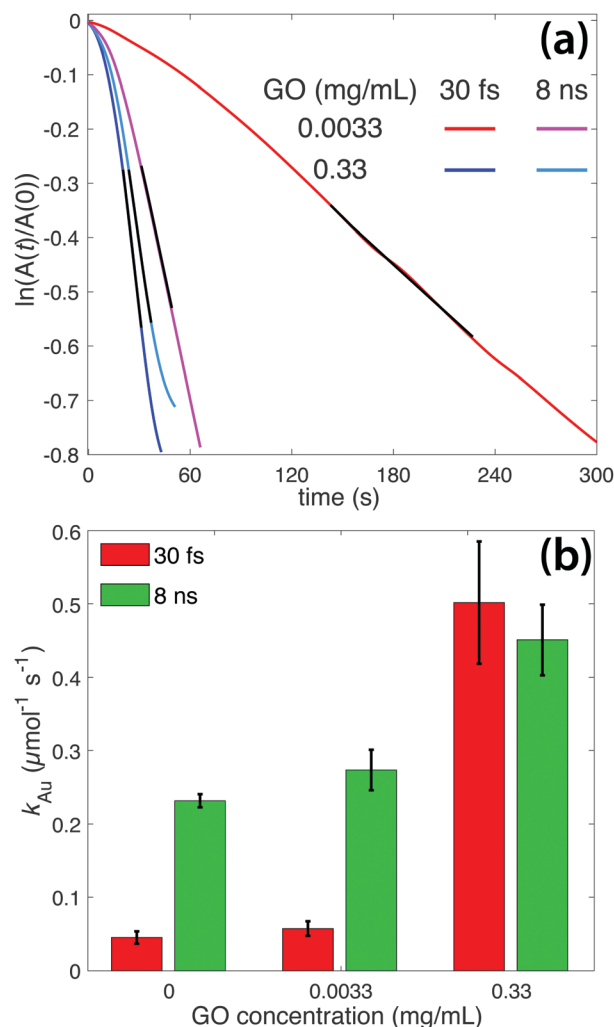 (a)
GO (mg/mL) 30 fs 8 ns
0.0033
0.33
0
-0.1
-0.2
-0.3
-0.4
-0.5
-0.6
-0.7
-0.8
ln(A(t)/A(0))
0 60 120 180 240 300
time (s)
(b)
30 fs
8 ns
0.6
0.5
0.4
0.3
0.2
0.1
0
k_Au (μmol⁻¹ s⁻¹)
0 0.0033 0.33
GO concentration (mg/mL)